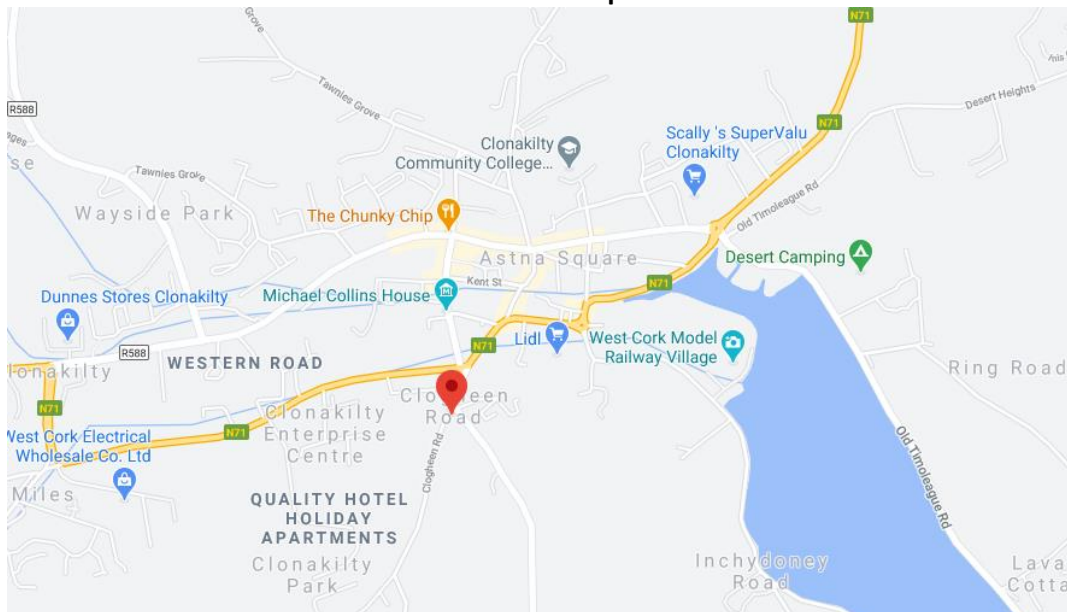 N71
Grove
Tawnies Grove
R588
N71
Desert Heights
Scally 's SuperValu
Clonakilty
Clonakilty
Community College...
Tawnies Grove
Wayside Park
The Chunky Chip
Old Timoleague Rd
Astna Square
Desert Camping
Kent St
N71
Michael Collins House
Dunnes Stores Clonakilty
Lidl
West Cork Model
Railway Village
N71
R588
WESTERN ROAD
Ring Road
lonakilty
N71
Clogheen
Road
Clonakilty
Enterprise
Centre
N71
West Cork Electrical
Wholesale Co. Ltd
Clogheen Rd
Old Timoleague Rd
Miles
QUALITY HOTEL
HOLIDAY
APARTMENTS
Clonakilty
Park
Inchydoney
Road
Lava
Cotta